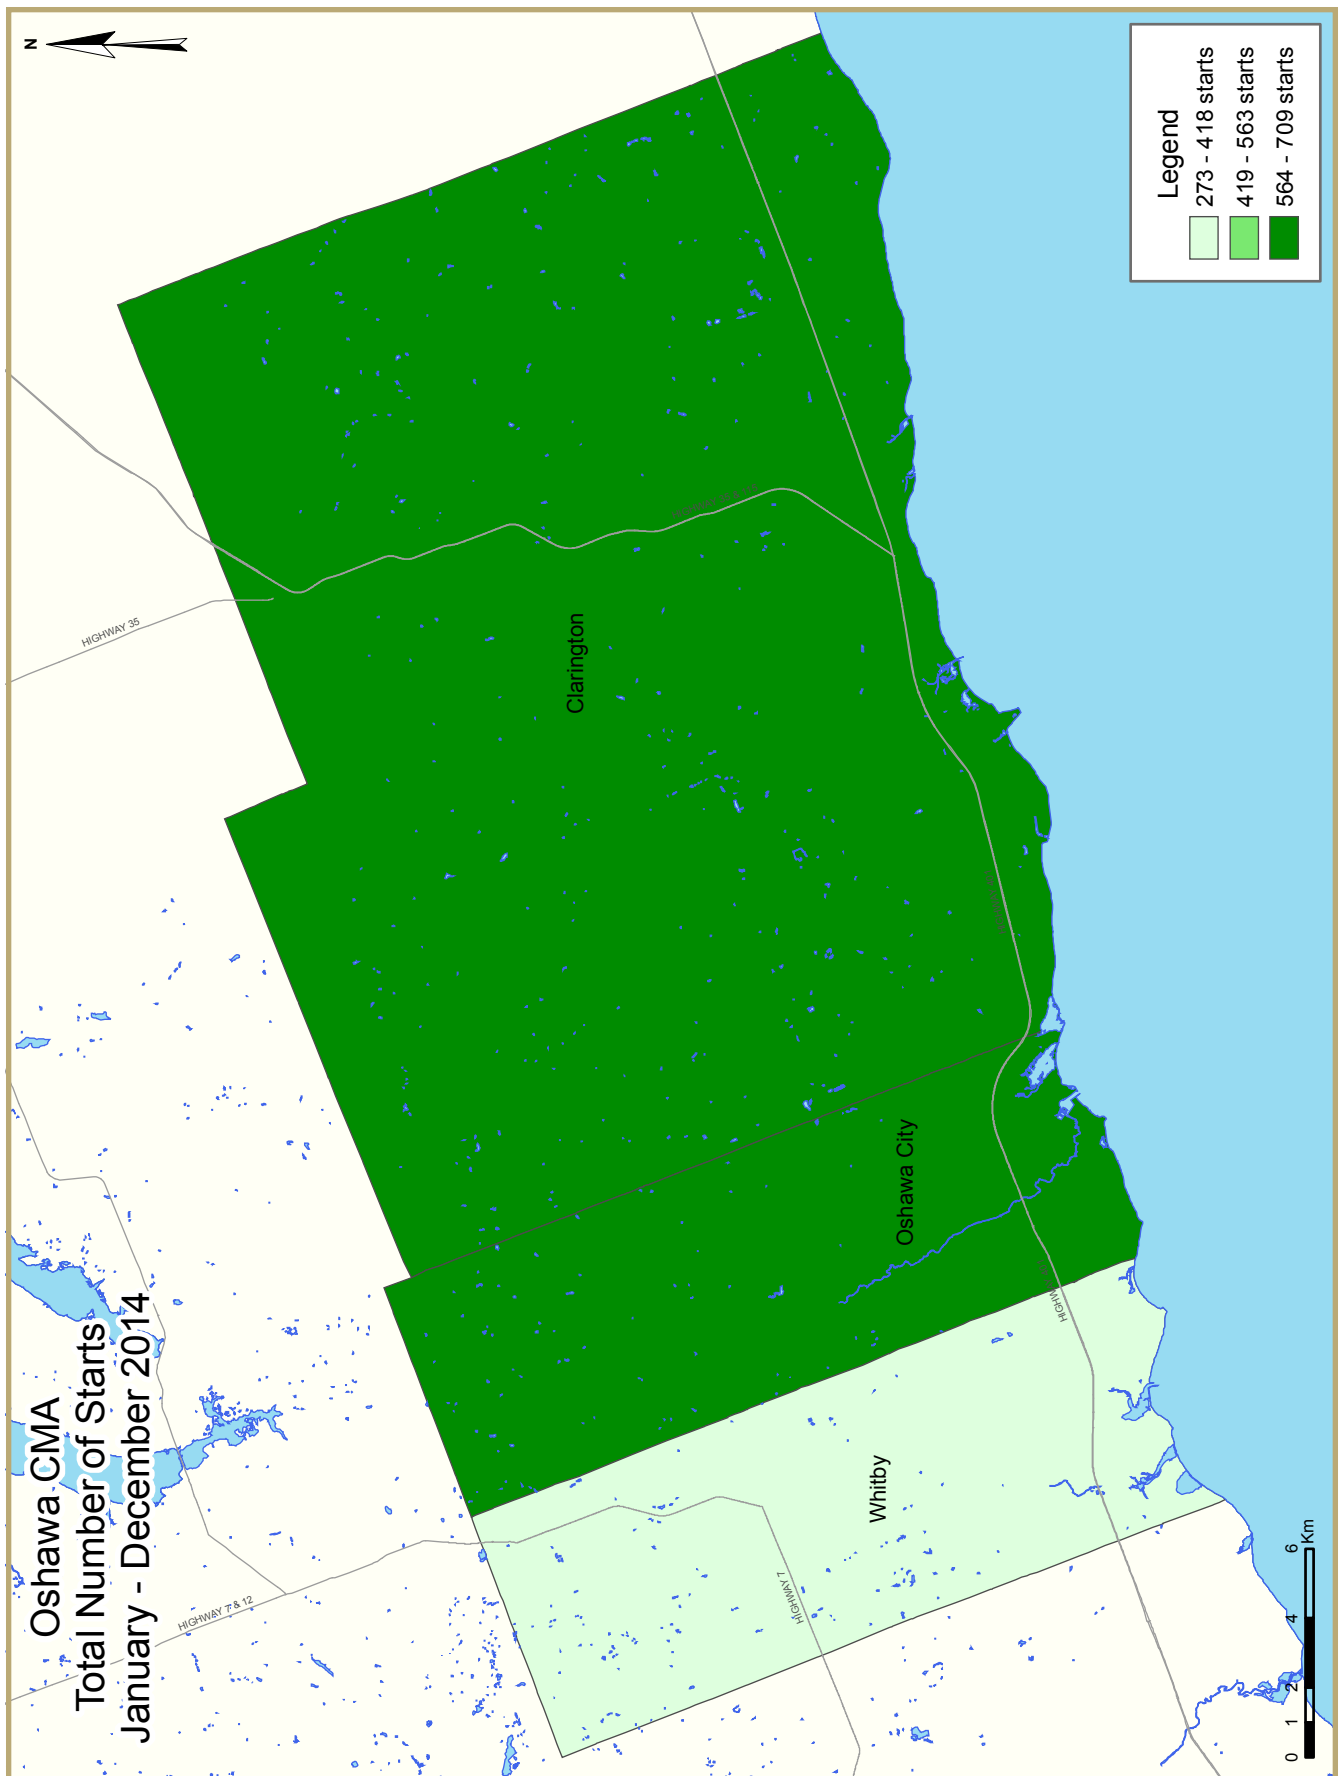 Oshawa CMA
Total Number of Starts
January - December 2014
N
HIGHWAY 35
HIGHWAY 7 & 12
HIGHWAY 7
Clarington
Oshawa City
Whitby
Legend
273 - 418 starts
419 - 563 starts
564 - 709 starts
0 1 2 4 6
Km